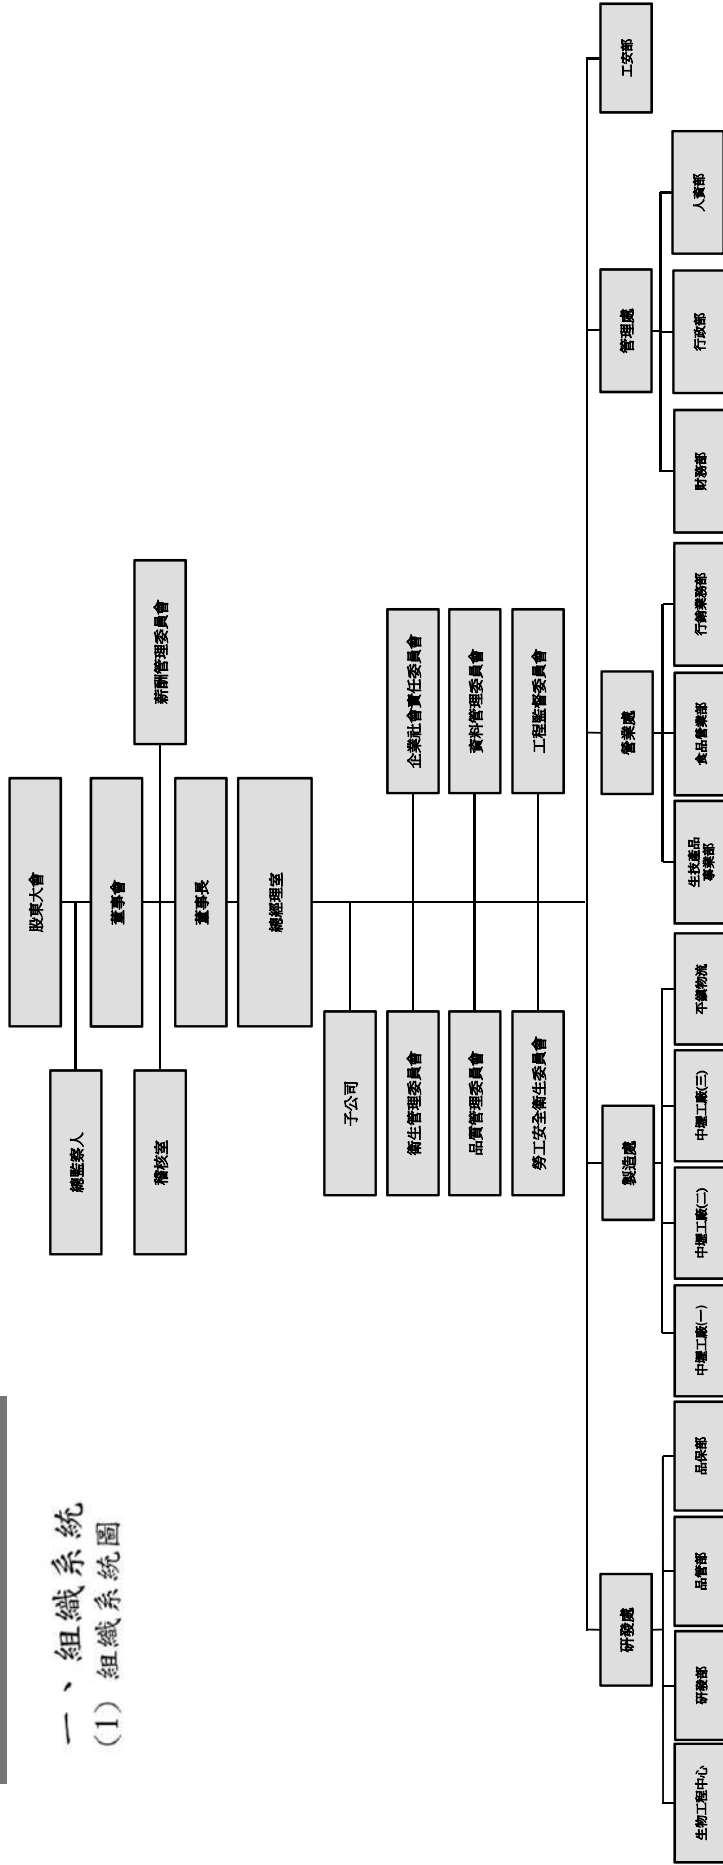 一、組織系統
(1) 組織系統圖
股東大會
總監察人
董事會
薪酬管理委員會
稽核室
董事長
總經理室
子公司
衛生管理委員會
企業社會責任委員會
品質管理委員會
資料管理委員會
勞工安全衛生委員會
工程監督委員會
研發處
製造處
營業處
管理處
工安部
生物工程中心
研發部
品管部
品保部
中壢工廠(一)
中壢工廠(二)
中壢工廠(三)
平鎮物流
生技產品
事業部
食品營業部
行銷業務部
財務部
行政部
人資部